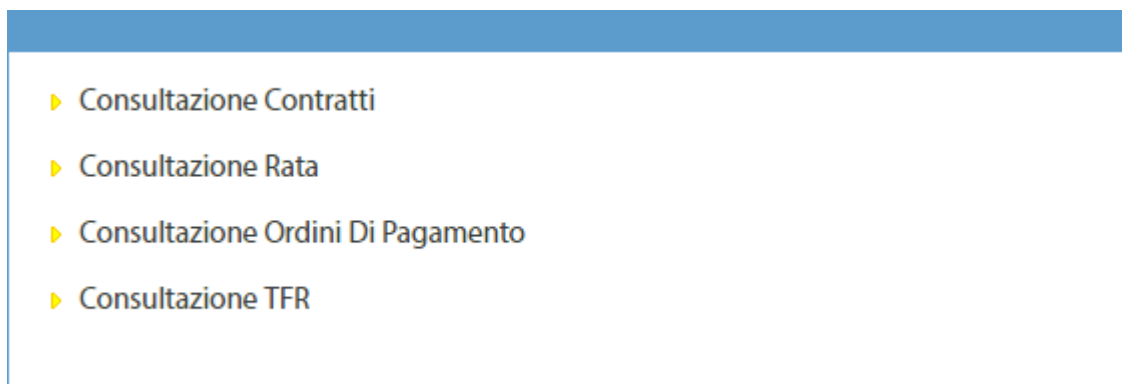 Consultazione Contratti
Consultazione Rata
Consultazione Ordini Di Pagamento
Consultazione TFR